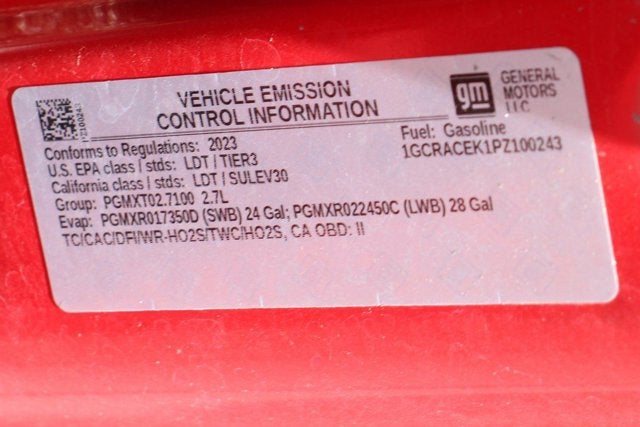 VEHICLE EMISSION
CONTROL INFORMATION
gm
GENERAL
MOTORS
LLC
Conforms to Regulations: 2023
U.S. EPA class / stds: LDT / TIER3
California class / stds: LDT / SULEV30
Group: PGMXT02.7100 2.7L
Evap: PGMXR017350D (SWB) 24 Gal; PGMXR022450C (LWB) 28 Gal
TC/CAC/DFI/WR-HO2S/TWC/HO2S, CA OBD: II
Fuel: Gasoline
1GCRACEK1PZ100243